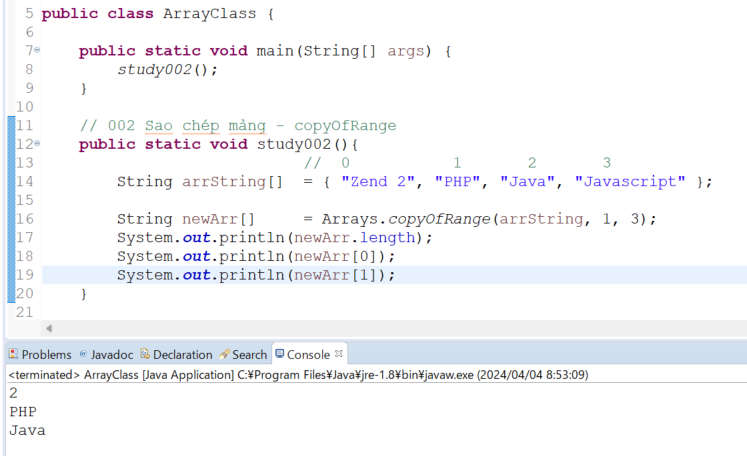 5 public class ArrayClass {
6
7 public static void main(String[] args) {
8 study002();
9 }
10
11 // 002 Sao chép mảng - copyOfRange
12 public static void study002(){
13 // 0 1 2 3
14 String arrString[] = { "Zend 2", "PHP", "Java", "Javascript" };
15
16 String newArr[] = Arrays.copyOfRange(arrString, 1, 3);
17 System.out.println(newArr.length);
18 System.out.println(newArr[0]);
19 System.out.println(newArr[1]);
20 }
21
Problems @ Javadoc Declaration Search Console
<terminated> ArrayClass [Java Application] C:¥Program Files¥Java¥jre-1.8¥bin¥javaw.exe (2024/04/04 8:53:09)
2
PHP
Java